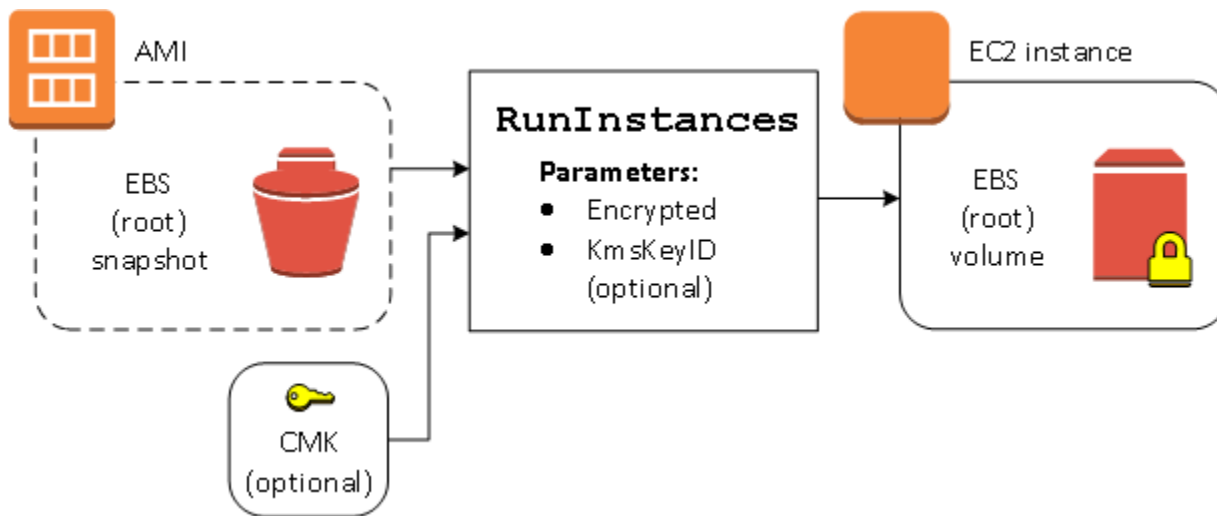 AMI
EBS
(root)
snapshot
CMK
(optional)
RunInstances
Parameters:
● Encrypted
● KmsKeyID
(optional)
EC2 instance
EBS
(root)
volume